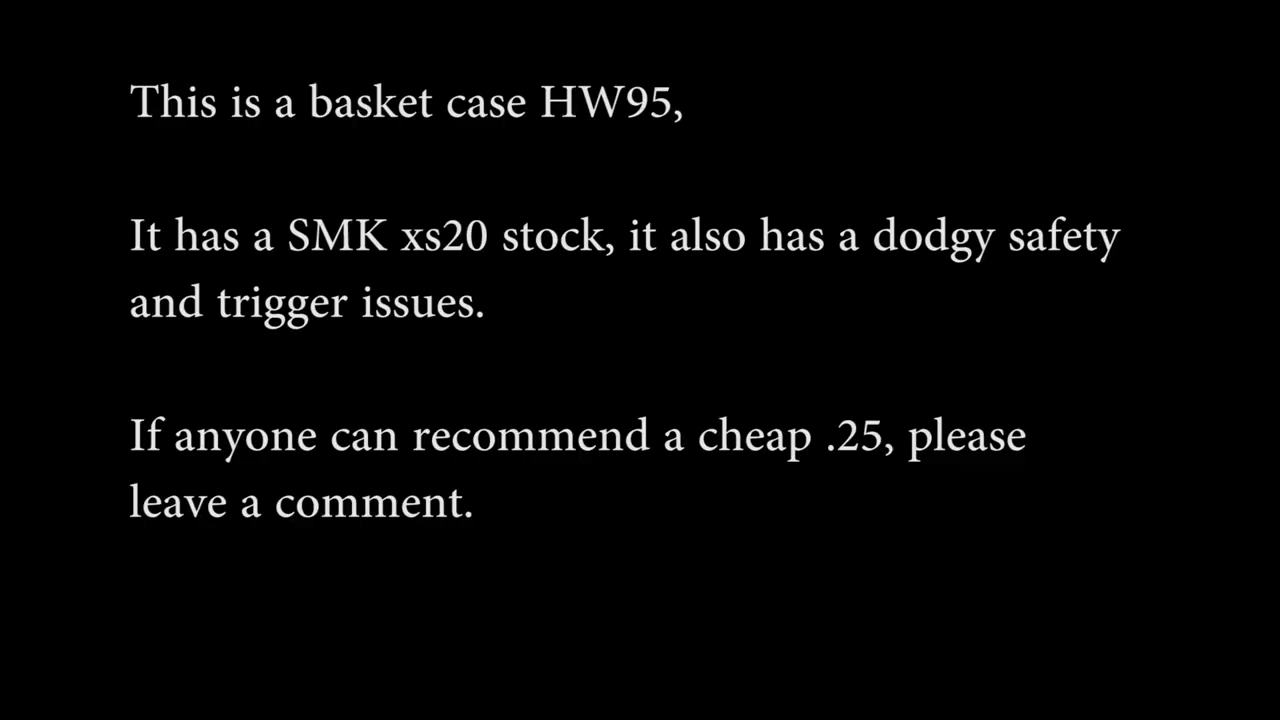 This is a basket case HW95,
It has a SMK xs20 stock, it also has a dodgy safety
and trigger issues.
If anyone can recommend a cheap .25, please
leave a comment.